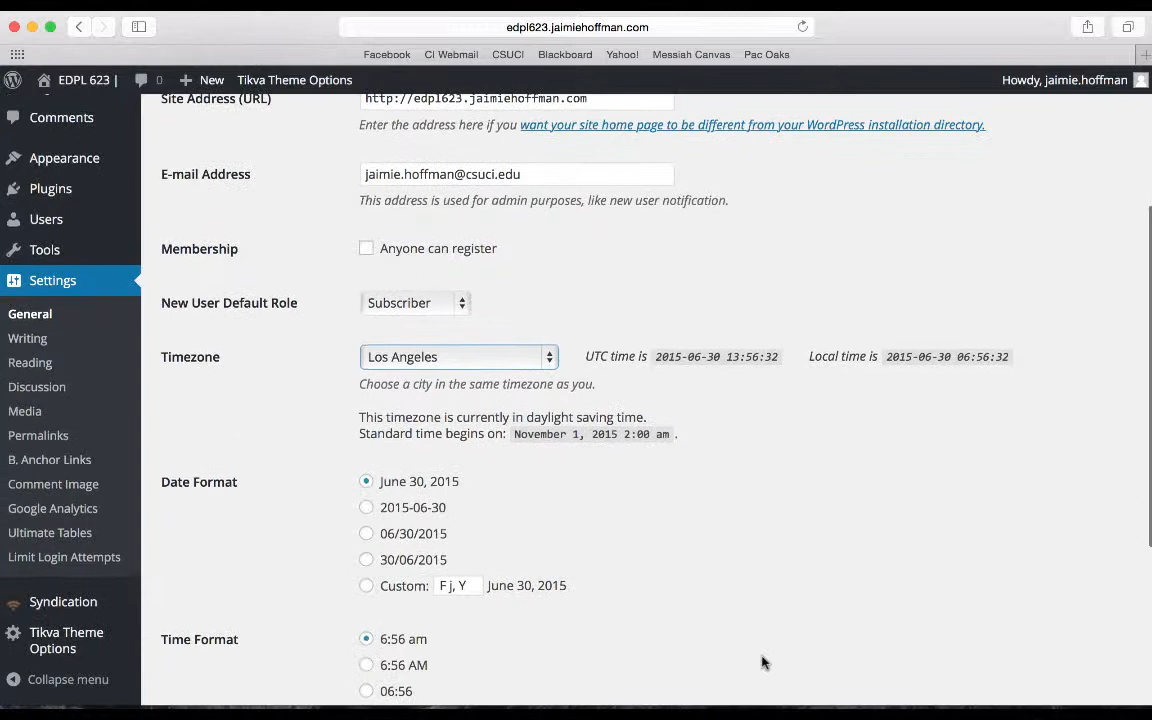 edpl623.jaimiehoffman.com
Facebook CI Webmail CSUCI Blackboard Yahoo! Messiah Canvas Pac Oaks
EDPL 623 | 0 New Tikva Theme Options Howdy, jaimie.hoffman
Comments
Appearance
Plugins
Users
Tools
Settings
General
Writing
Reading
Discussion
Media
Permalinks
B. Anchor Links
Comment Image
Google Analytics
Ultimate Tables
Limit Login Attempts
Syndication
Tikva Theme
Options
Collapse menu
Site Address (URL) http://edpl623.jaimiehoffman.com
Enter the address here if you want your site home page to be different from your WordPress installation directory.
E-mail Address jaimie.hoffman@csuci.edu
This address is used for admin purposes, like new user notification.
Membership Anyone can register
New User Default Role Subscriber
Timezone Los Angeles UTC time is 2015-06-30 13:56:32 Local time is 2015-06-30 06:56:32
Choose a city in the same timezone as you.
This timezone is currently in daylight saving time.
Standard time begins on: November 1, 2015 2:00 am .
Date Format June 30, 2015
2015-06-30
06/30/2015
30/06/2015
Custom: F j, Y June 30, 2015
Time Format 6:56 am
6:56 AM
06:56